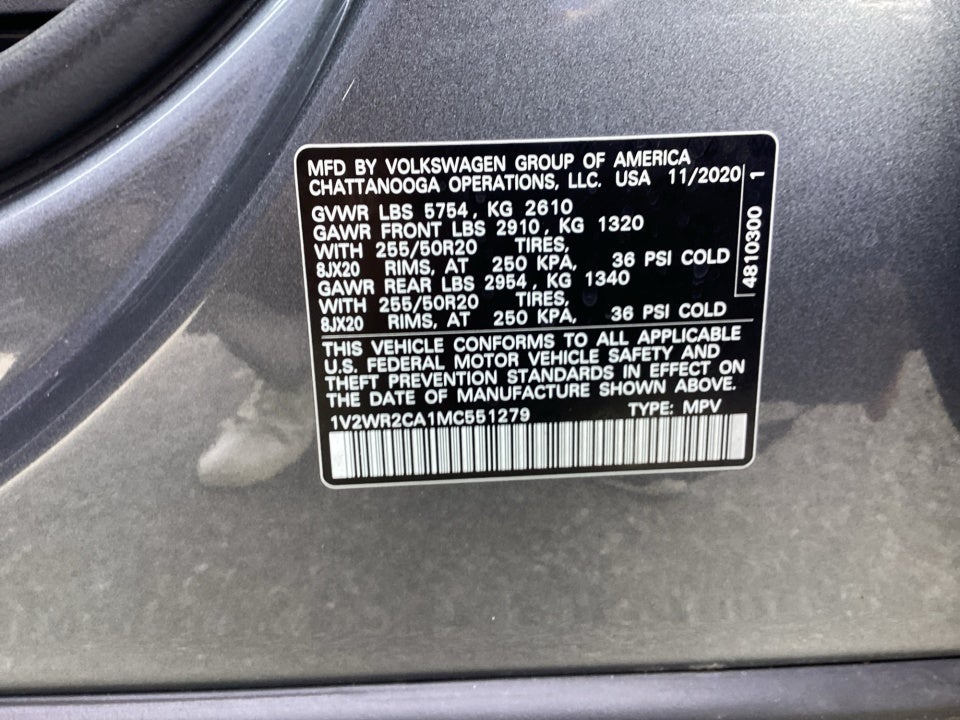 MFD BY VOLKSWAGEN GROUP OF AMERICA
CHATTANOOGA OPERATIONS, LLC. USA 11/2020
GVWR LBS 5754, KG 2610
GAWR FRONT LBS 2910, KG 1320
WITH 255/50R20 TIRES,
8JX20 RIMS, AT 250 KPA, 36 PSI COLD
GAWR REAR LBS 2954, KG 1340
WITH 255/50R20 TIRES,
8JX20 RIMS, AT 250 KPA, 36 PSI COLD
4810300 1
THIS VEHICLE CONFORMS TO ALL APPLICABLE
U.S. FEDERAL MOTOR VEHICLE SAFETY AND
THEFT PREVENTION STANDARDS IN EFFECT ON
THE DATE OF MANUFACTURE SHOWN ABOVE.
1V2WR2CA1MC551279 TYPE: MPV